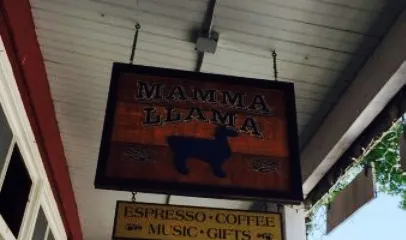 MAMMA
LLAMA
ESPRESSO · COFFEE
MUSIC · GIFTS